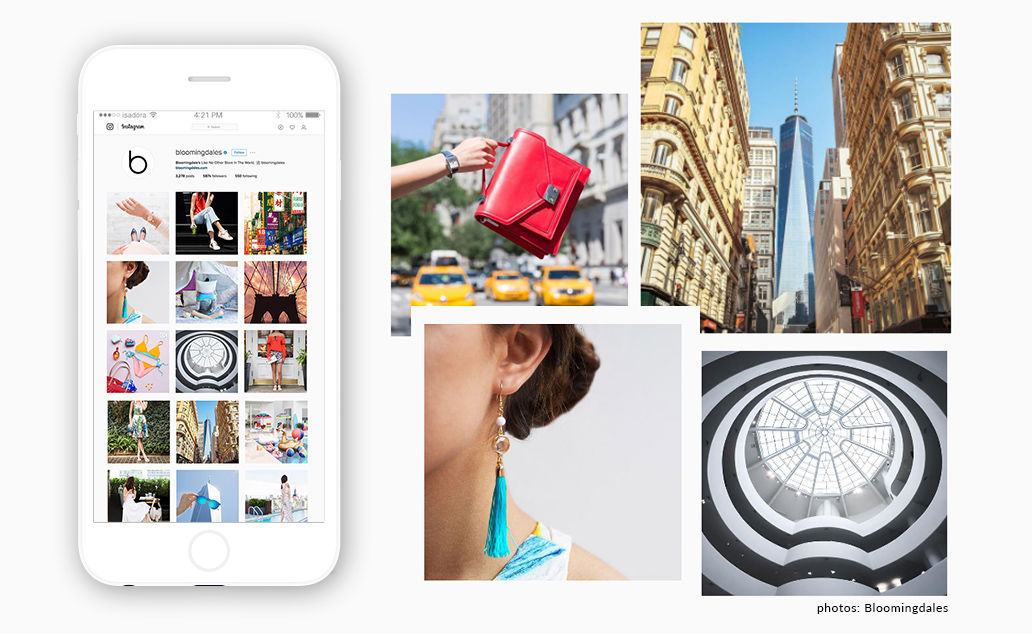 isadora
4:21 PM
100%
Instagram
Search
b
bloomingdales
Follow
Bloomingdale's Like No Other Store In The World. bloomingdales
bloomingdales.com
3,276 posts 587k followers 550 following
photos: Bloomingdales